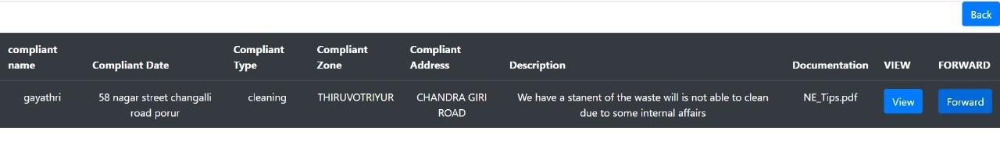 Back
compliant name
Compliant Date
Compliant Type
Compliant Zone
Compliant Address
Description
Documentation
VIEW
FORWARD
gayathri
58 nagar street changalli
road porur
cleaning
THIRUVOTRIYUR
CHANDRA GIRI
ROAD
We have a stanent of the waste will is not able to clean
due to some internal affairs
NE_Tips.pdf
View
Forward